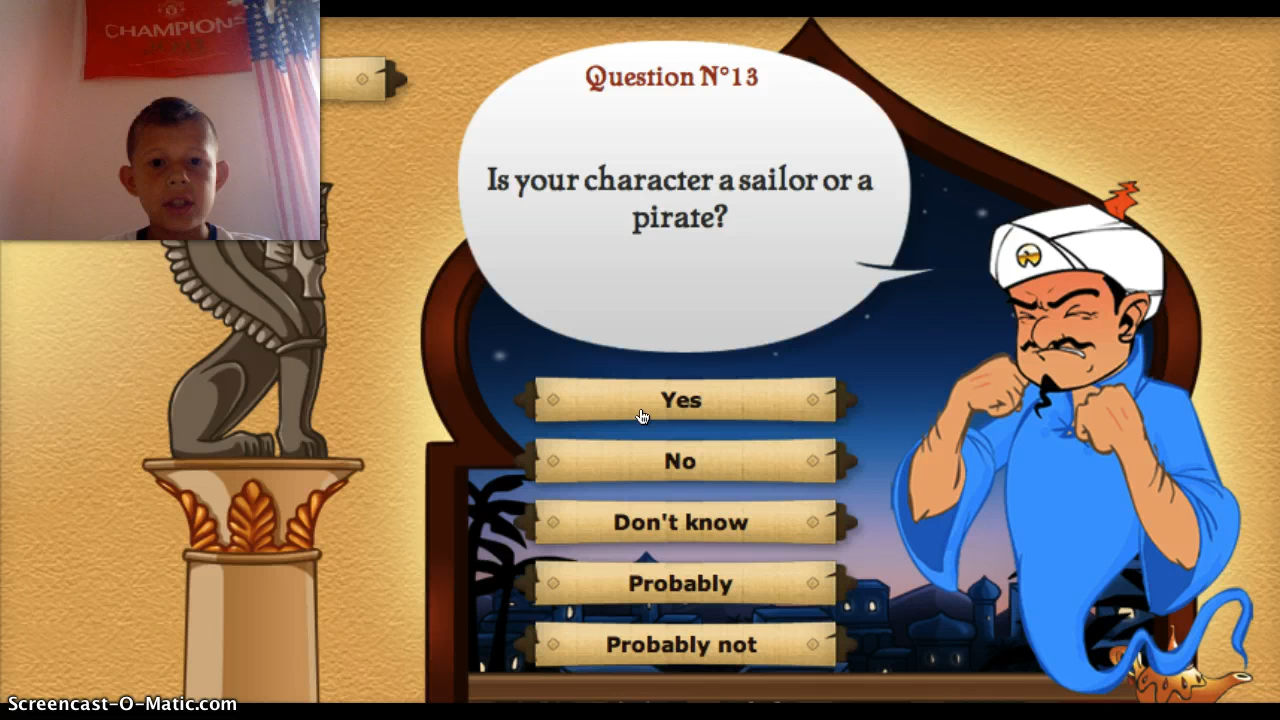 CHAMPIONS
Question N°13
Is your character a sailor or a
pirate?
Yes
No
Don't know
Probably
Probably not
Screencast-O-Matic.com